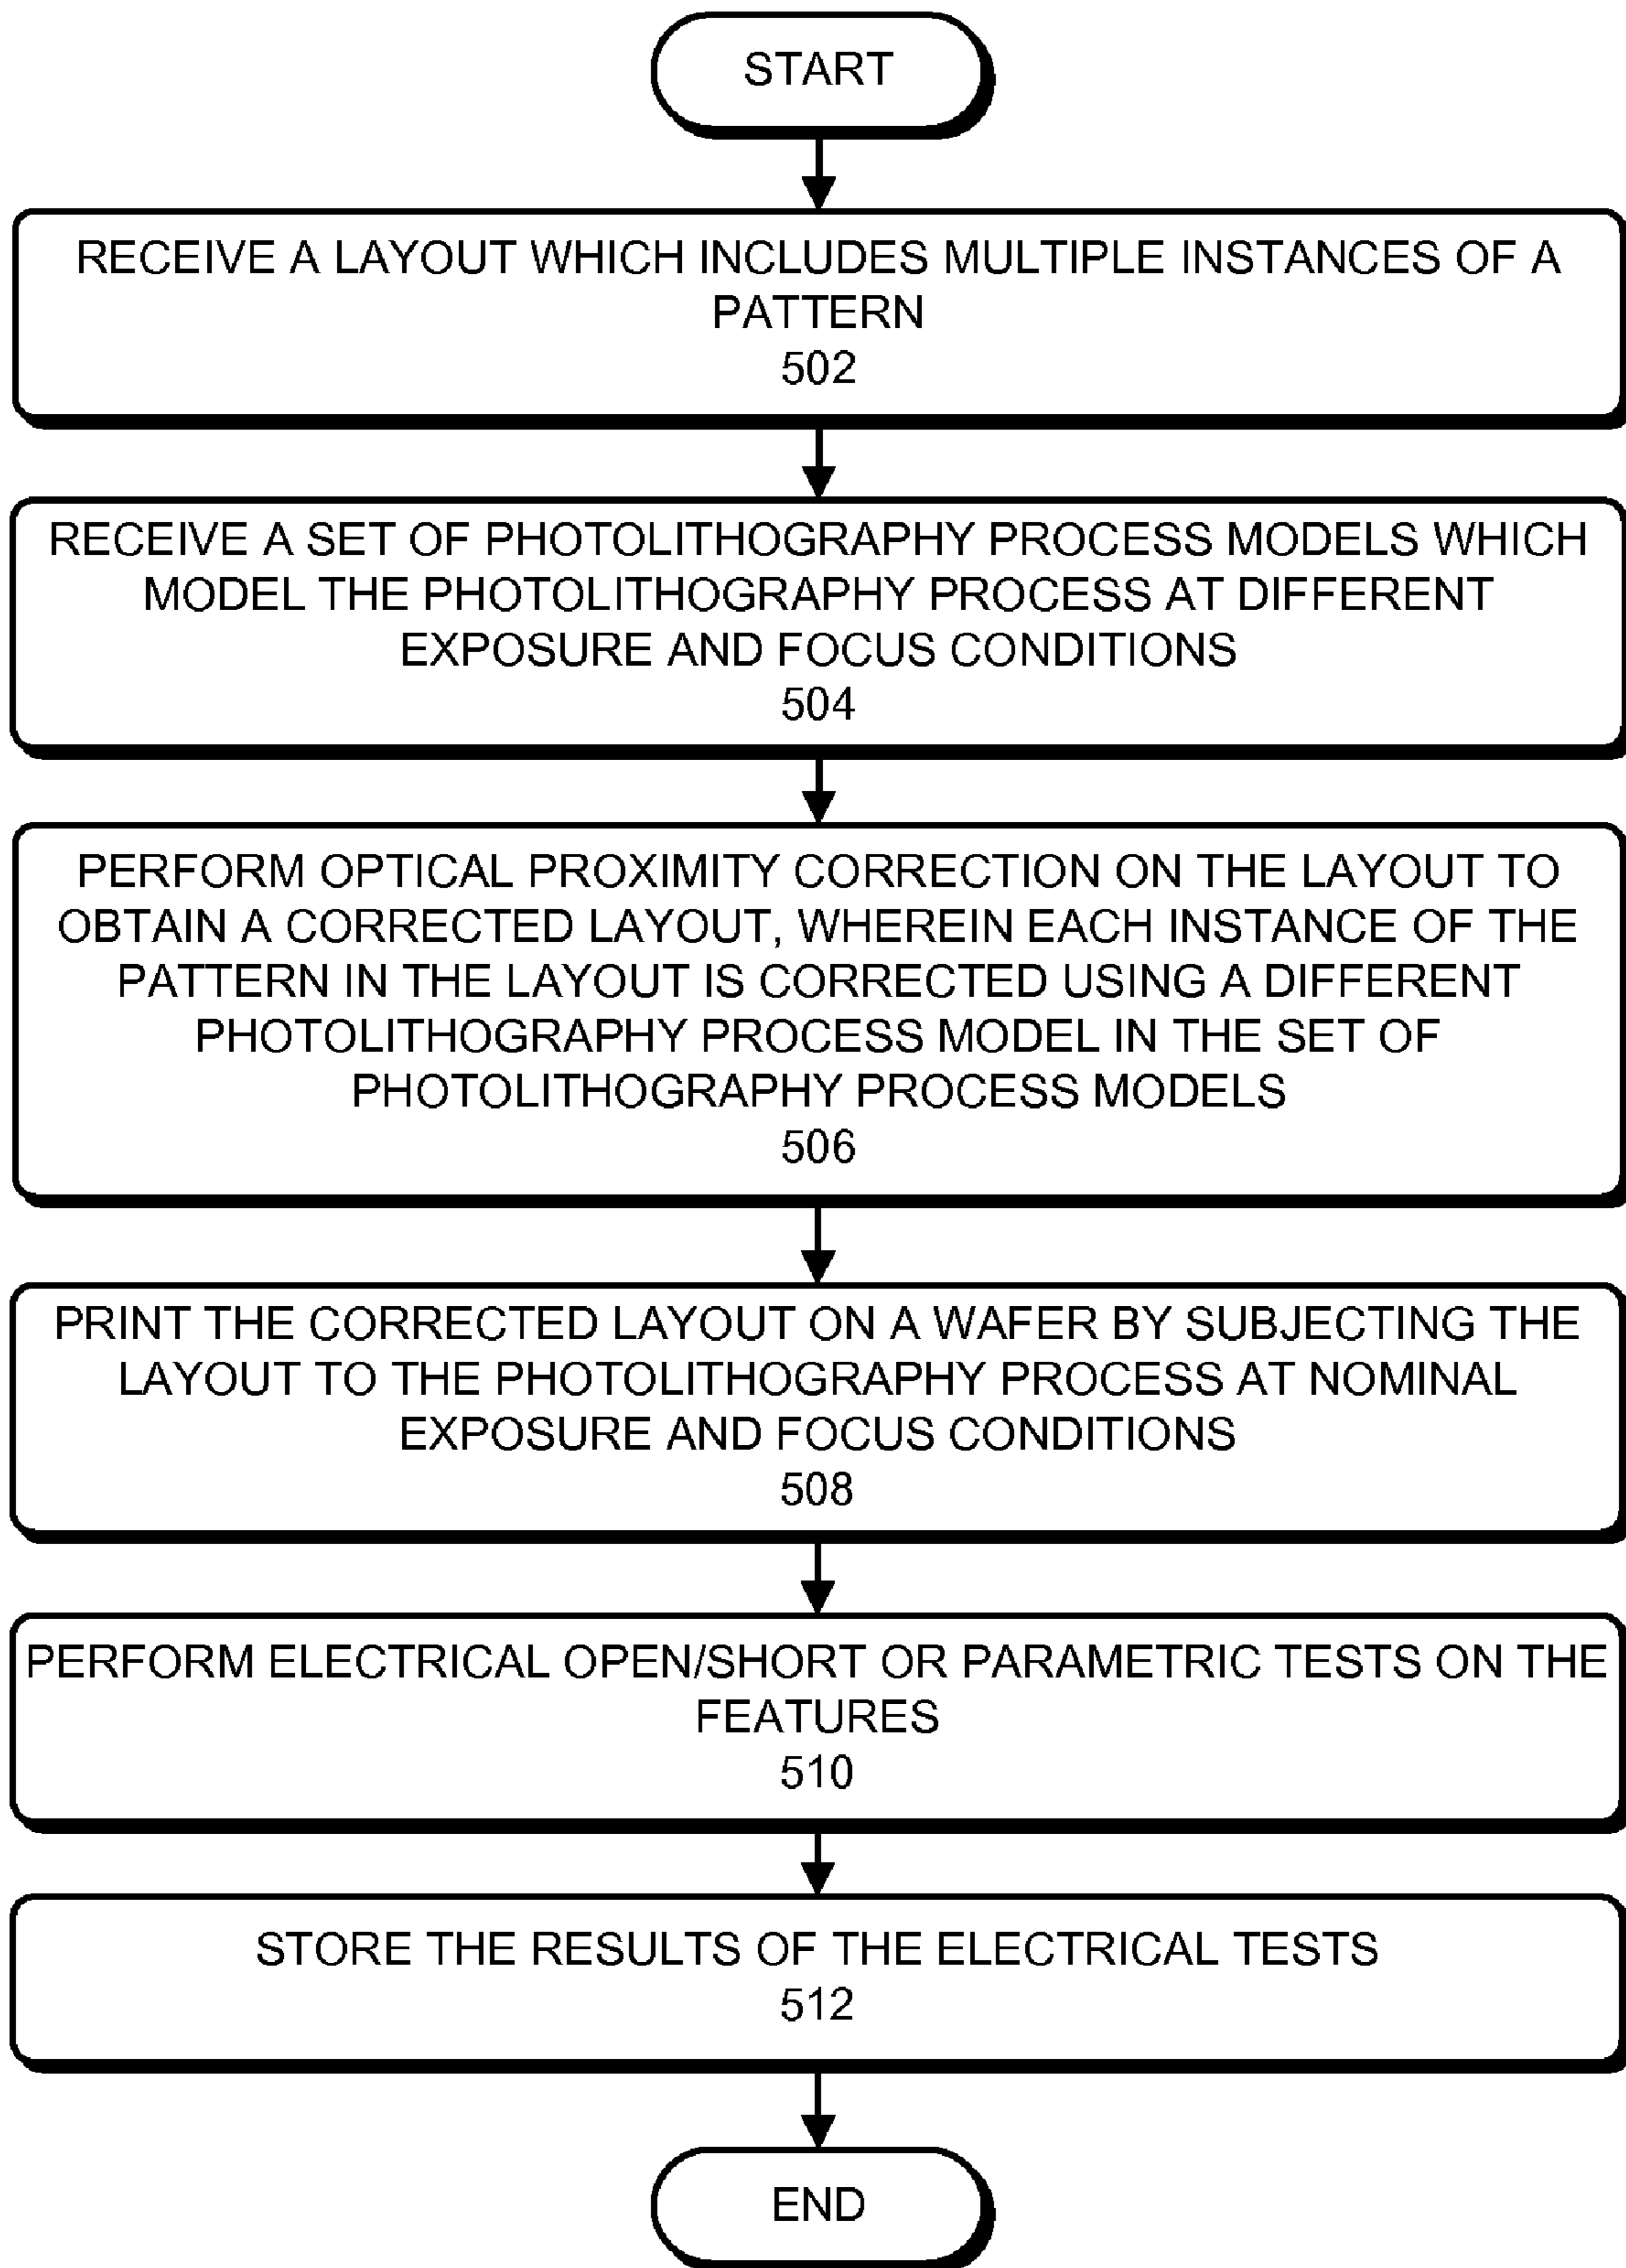 START
RECEIVE A LAYOUT WHICH INCLUDES MULTIPLE INSTANCES OF A
PATTERN
502
RECEIVE A SET OF PHOTOLITHOGRAPHY PROCESS MODELS WHICH
MODEL THE PHOTOLITHOGRAPHY PROCESS AT DIFFERENT
EXPOSURE AND FOCUS CONDITIONS
504
PERFORM OPTICAL PROXIMITY CORRECTION ON THE LAYOUT TO
OBTAIN A CORRECTED LAYOUT, WHEREIN EACH INSTANCE OF THE
PATTERN IN THE LAYOUT IS CORRECTED USING A DIFFERENT
PHOTOLITHOGRAPHY PROCESS MODEL IN THE SET OF
PHOTOLITHOGRAPHY PROCESS MODELS
506
PRINT THE CORRECTED LAYOUT ON A WAFER BY SUBJECTING THE
LAYOUT TO THE PHOTOLITHOGRAPHY PROCESS AT NOMINAL
EXPOSURE AND FOCUS CONDITIONS
508
PERFORM ELECTRICAL OPEN/SHORT OR PARAMETRIC TESTS ON THE
FEATURES
510
STORE THE RESULTS OF THE ELECTRICAL TESTS
512
END